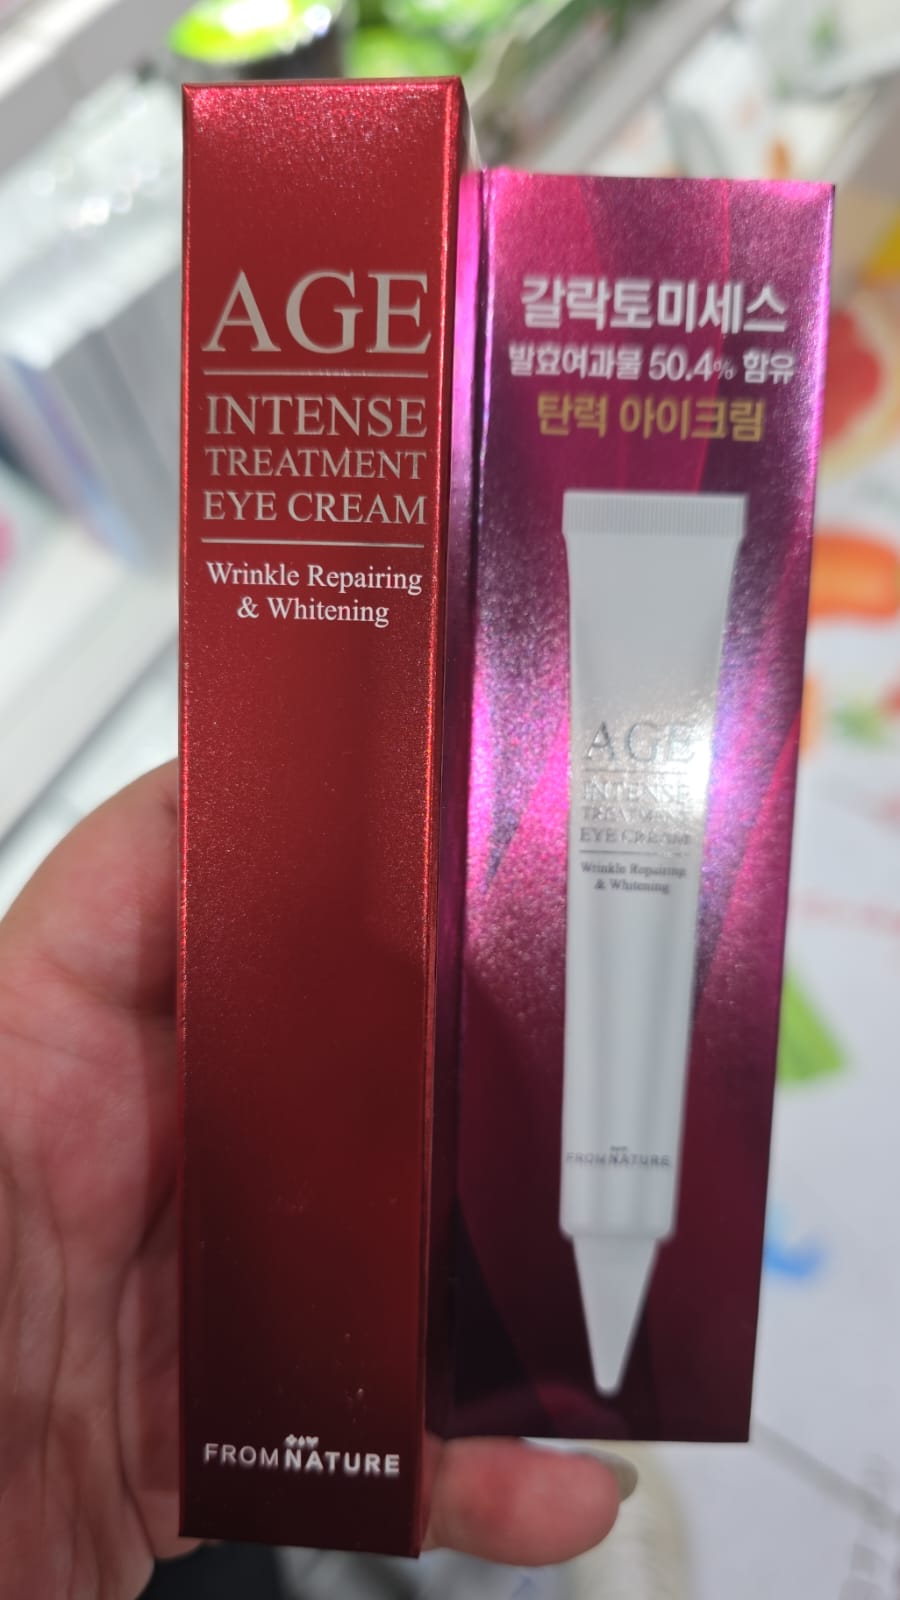 AGE
INTENSE
TREATMENT
EYE CREAM
Wrinkle Repairing
& Whitening
FROMNATURE
갈락토미세스
발효여과물 50.4% 함유
탄력 아이크림
AGE
INTENSE
TREATMENT
EYE CREAM
Wrinkle Repairing
& Whitening
FROMNATURE